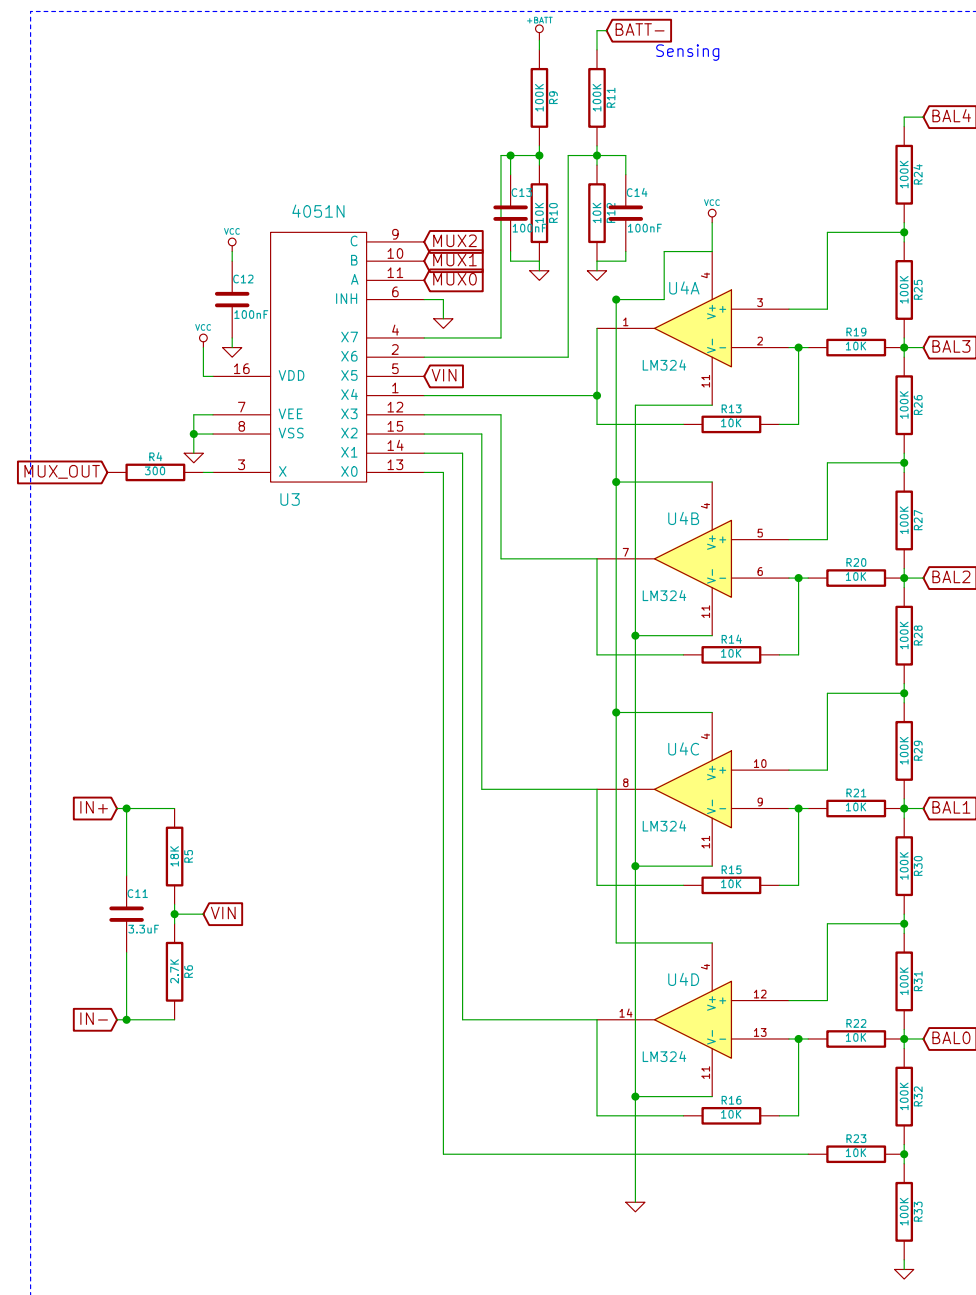 +BATT
BATT-
Sensing
100K
R9
100K
R11
BAL4
100K
R24
C13
100nF
10K
R10
10K
R12
C14
100nF
4051N
VCC
C12
100nF
VCC
C
9
MUX2
B
10
MUX1
A
11
MUX0
INH
6
X7
4
X6
2
X5
5
VIN
X4
1
X3
12
X2
15
X1
14
X0
13
16
VDD
7
VEE
8
VSS
3
X
U3
MUX_OUT
R4
300
VCC
4
U4A
V+
+
3
1
V-
-
2
LM324
11
R13
10K
R19
10K
100K
R25
BAL3
100K
R26
4
U4B
V+
+
5
7
V-
-
6
LM324
11
R14
10K
R20
10K
100K
R27
BAL2
100K
R28
4
U4C
V+
+
10
8
V-
-
9
LM324
11
R15
10K
R21
10K
100K
R29
BAL1
100K
R30
IN+
18K
R5
C11
3.3uF
VIN
2.7K
R6
IN-
4
U4D
V+
+
12
14
V-
-
13
LM324
11
R16
10K
R22
10K
100K
R31
BAL0
100K
R32
R23
10K
100K
R33